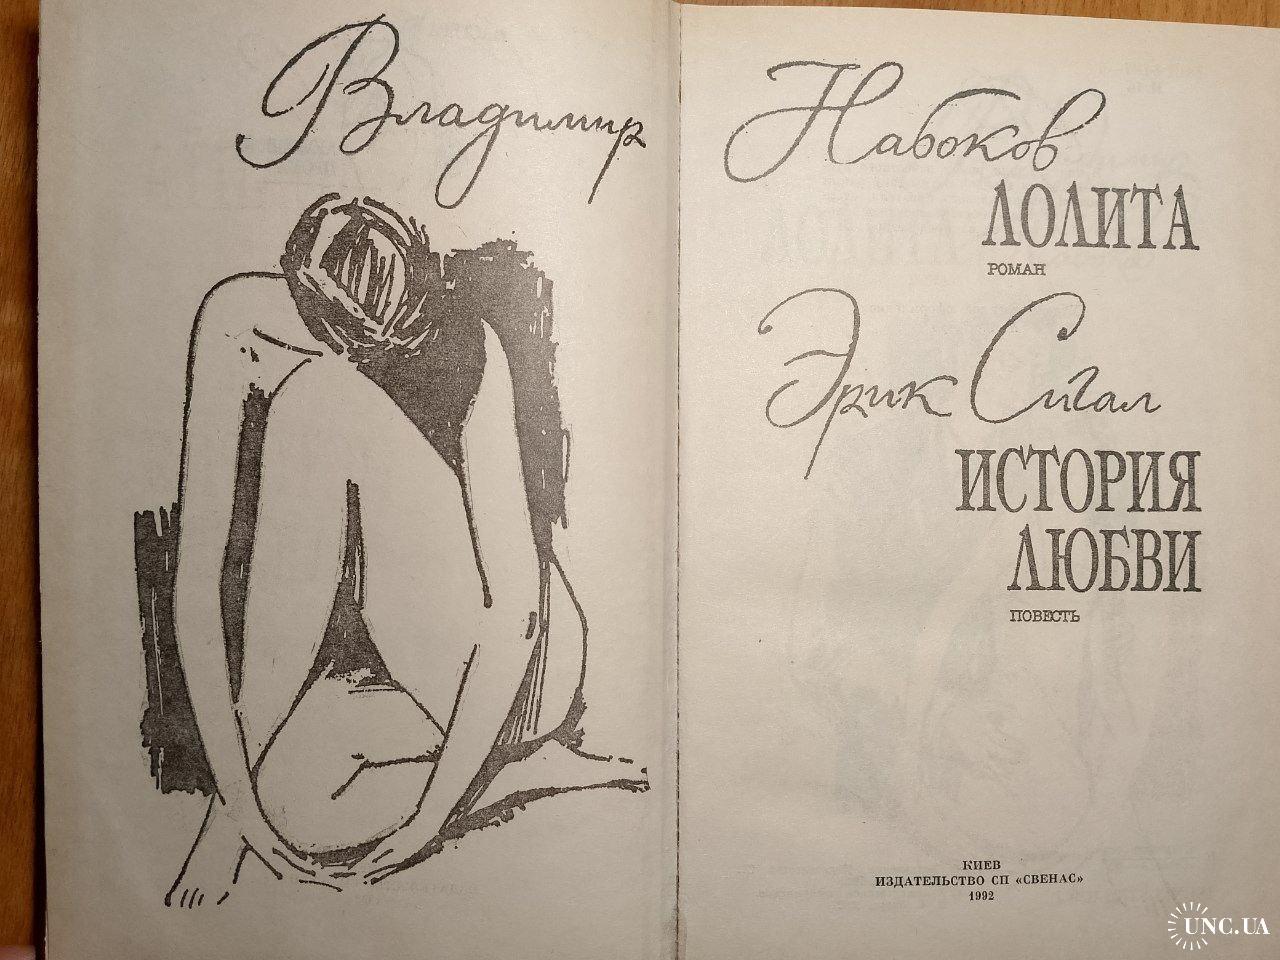 Владимир
Набоков
ЛОЛИТА
РОМАН
Эрик Сигал
ИСТОРИЯ
ЛЮБВИ
ПОВЕСТЬ
КИЕВ
ИЗДАТЕЛЬСТВО СП «СВЕНАС»
1992
UNC.UA